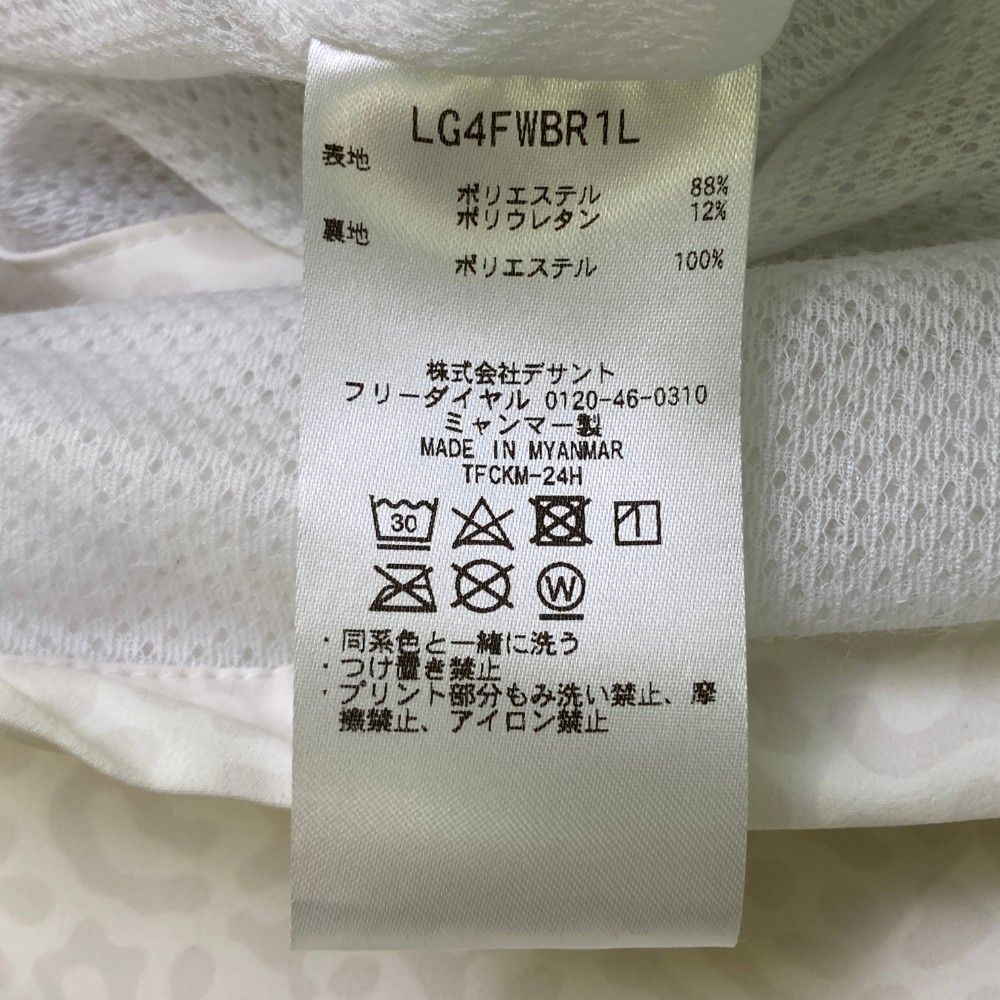 LG4FWBR1L
表地
ポリエステル 88%
ポリウレタン 12%
裏地
ポリエステル 100%
株式会社デサント
フリーダイヤル 0120-46-0310
ミャンマー製
MADE IN MYANMAR
TFCKM-24H
30
W
・同系色と一緒に洗う
・つけ置き禁止
・プリント部分もみ洗い禁止、摩
擦禁止、アイロン禁止